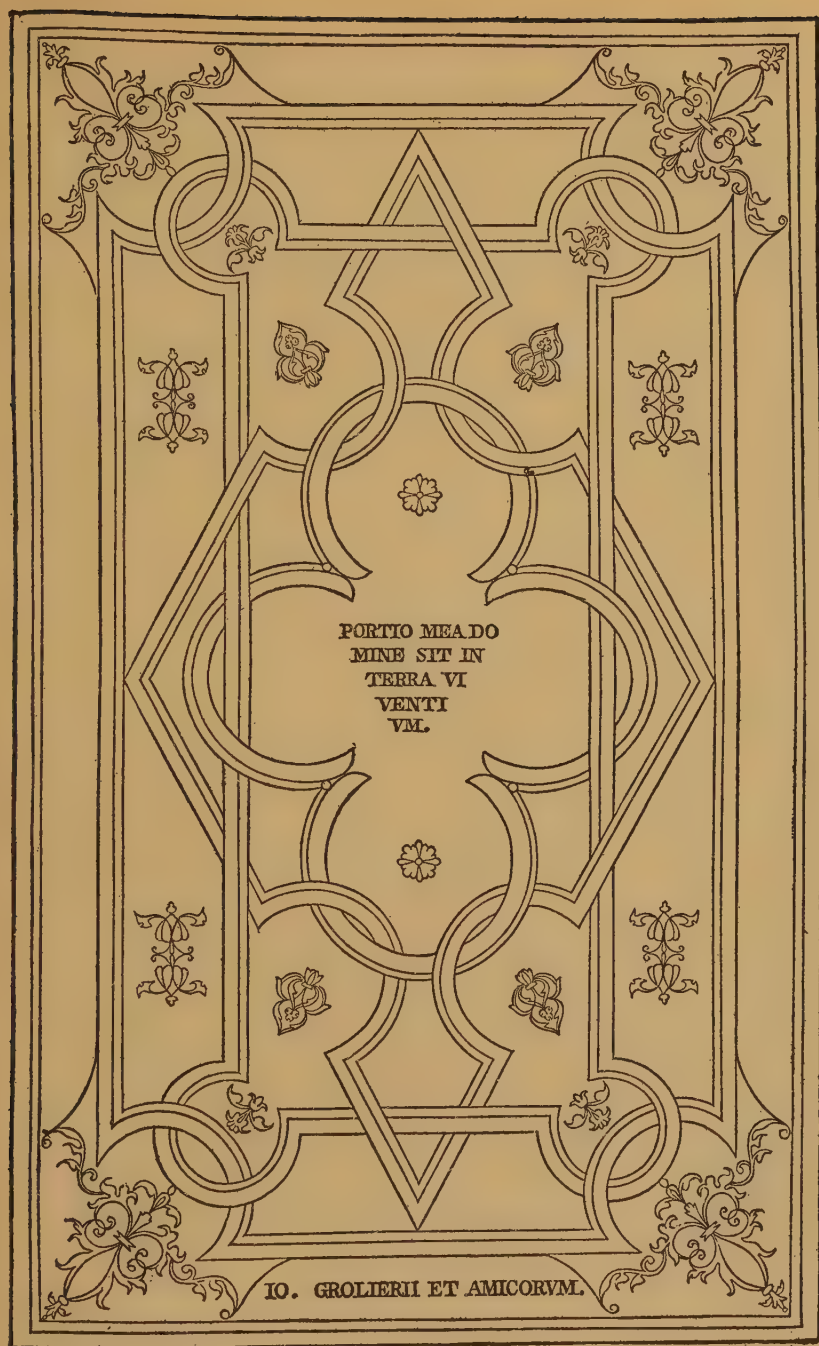 PORTIO MEA DO
MINE SIT IN
TERRA VI
VENTI
VM.
IO. GROLIERII ET AMICORVM.